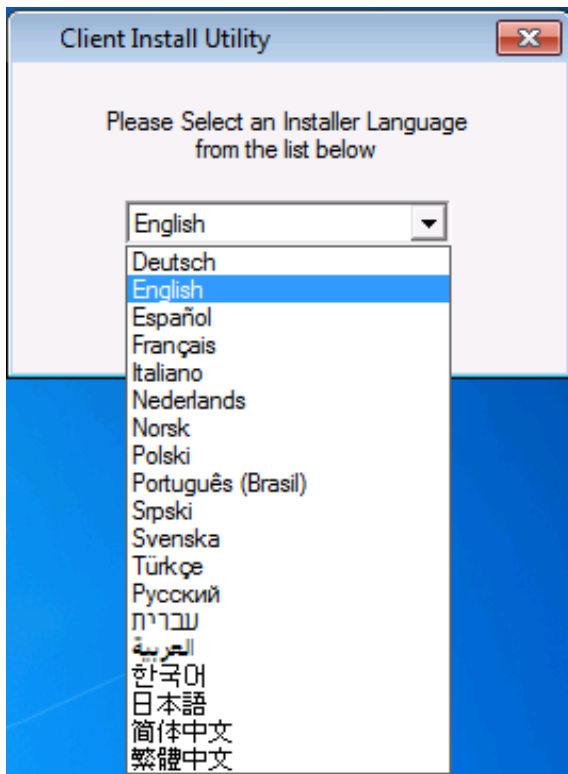 Client Install Utility
Please Select an Installer Language
from the list below
English
Deutsch
English
Español
Français
Italiano
Nederlands
Norsk
Polski
Português (Brasil)
Srpski
Svenska
Türkçe
Русский
עברית
العربية
한국어
日本語
简体中文
繁體中文